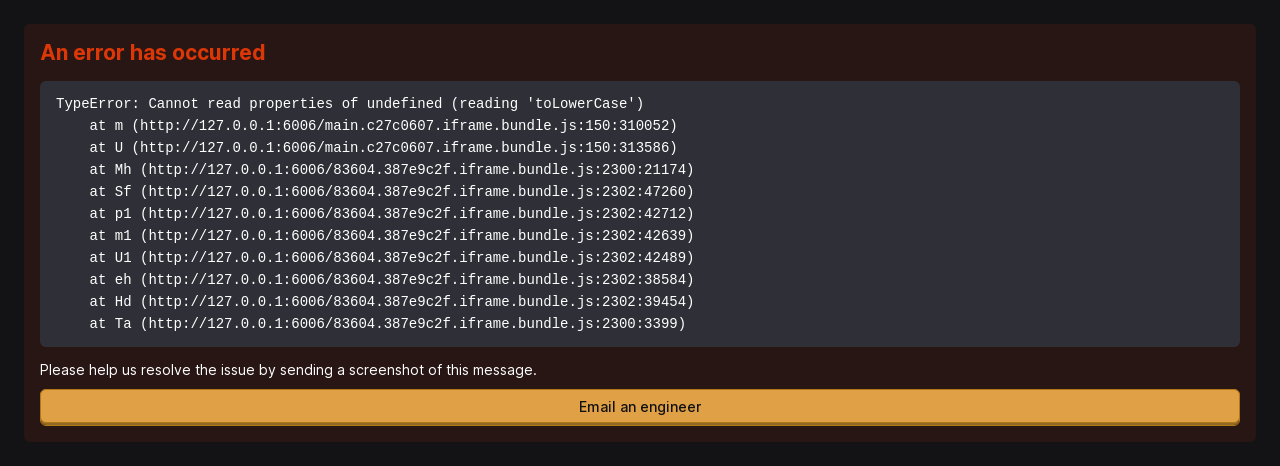 An error has occurred
TypeError: Cannot read properties of undefined (reading 'toLowerCase')
    at m (http://127.0.0.1:6006/main.c27c0607.iframe.bundle.js:150:310052)
    at U (http://127.0.0.1:6006/main.c27c0607.iframe.bundle.js:150:313586)
    at Mh (http://127.0.0.1:6006/83604.387e9c2f.iframe.bundle.js:2300:21174)
    at Sf (http://127.0.0.1:6006/83604.387e9c2f.iframe.bundle.js:2302:47260)
    at p1 (http://127.0.0.1:6006/83604.387e9c2f.iframe.bundle.js:2302:42712)
    at m1 (http://127.0.0.1:6006/83604.387e9c2f.iframe.bundle.js:2302:42639)
    at U1 (http://127.0.0.1:6006/83604.387e9c2f.iframe.bundle.js:2302:42489)
    at eh (http://127.0.0.1:6006/83604.387e9c2f.iframe.bundle.js:2302:38584)
    at Hd (http://127.0.0.1:6006/83604.387e9c2f.iframe.bundle.js:2302:39454)
    at Ta (http://127.0.0.1:6006/83604.387e9c2f.iframe.bundle.js:2300:3399)
Please help us resolve the issue by sending a screenshot of this message.
Email an engineer